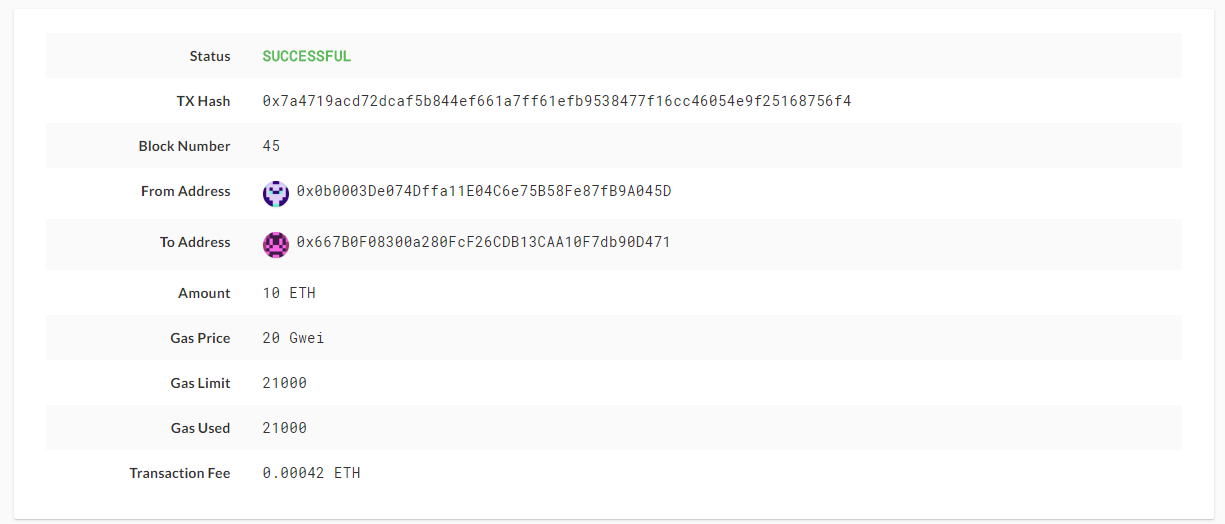 Status SUCCESSFUL
TX Hash 0x7a4719acd72dcaf5b844ef661a7ff61efb9538477f16cc46054e9f25168756f4
Block Number 45
From Address 0x0b0003De074Dffa11E04C6e75B58Fe87fB9A045D
To Address 0x667B0F08300a280FcF26CDB13CAA10F7db90D471
Amount 10 ETH
Gas Price 20 Gwei
Gas Limit 21000
Gas Used 21000
Transaction Fee 0.00042 ETH